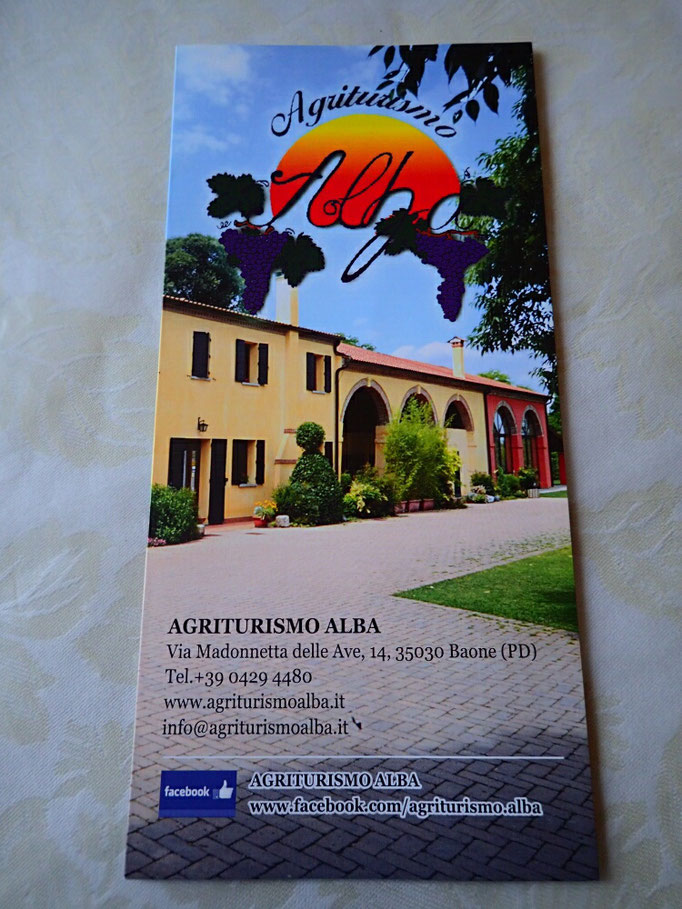 Agriturismo
Alba
AGRITURISMO ALBA
Via Madonnetta delle Ave, 14, 35030 Baone (PD)
Tel.+39 0429 4480
www.agriturismoalba.it
info@agriturismoalba.it
facebook
AGRITURISMO ALBA
www.facebook.com/agriturismo.alba